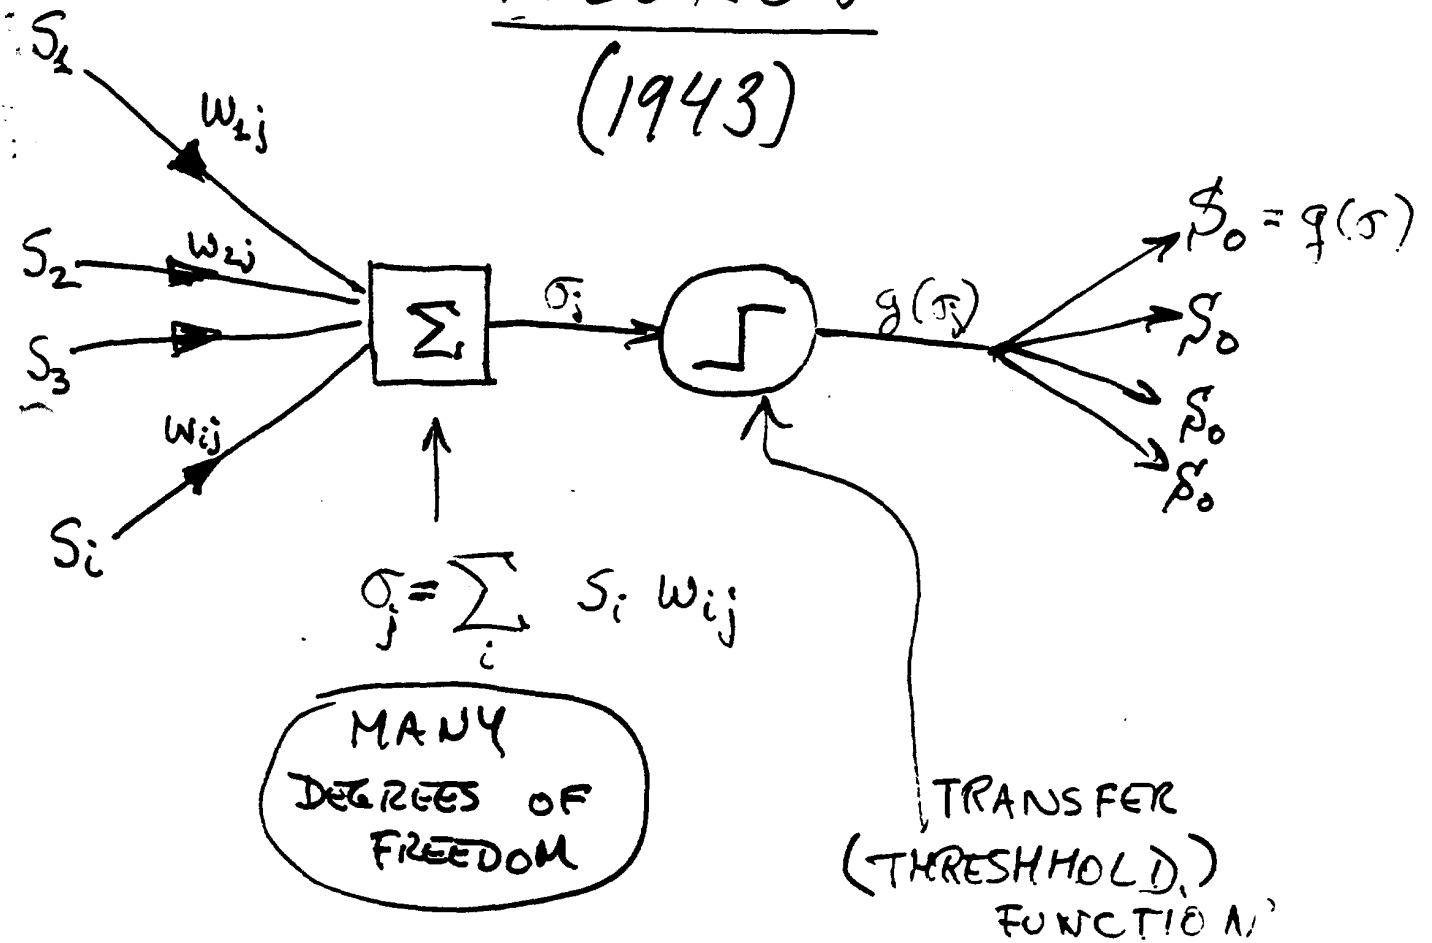 (1943)
S₁
W₁ⱼ
S₂
W₂ⱼ
S₃
Wᵢⱼ
Sᵢ
Σ
σⱼ
g(σⱼ)
S₀ = g(σ)
S₀
S₀
S₀
σⱼ = Σᵢ Sᵢ Wᵢⱼ
MANY
DEGREES OF
FREEDOM
TRANSFER
(THRESHHOLD)
FUNCTION